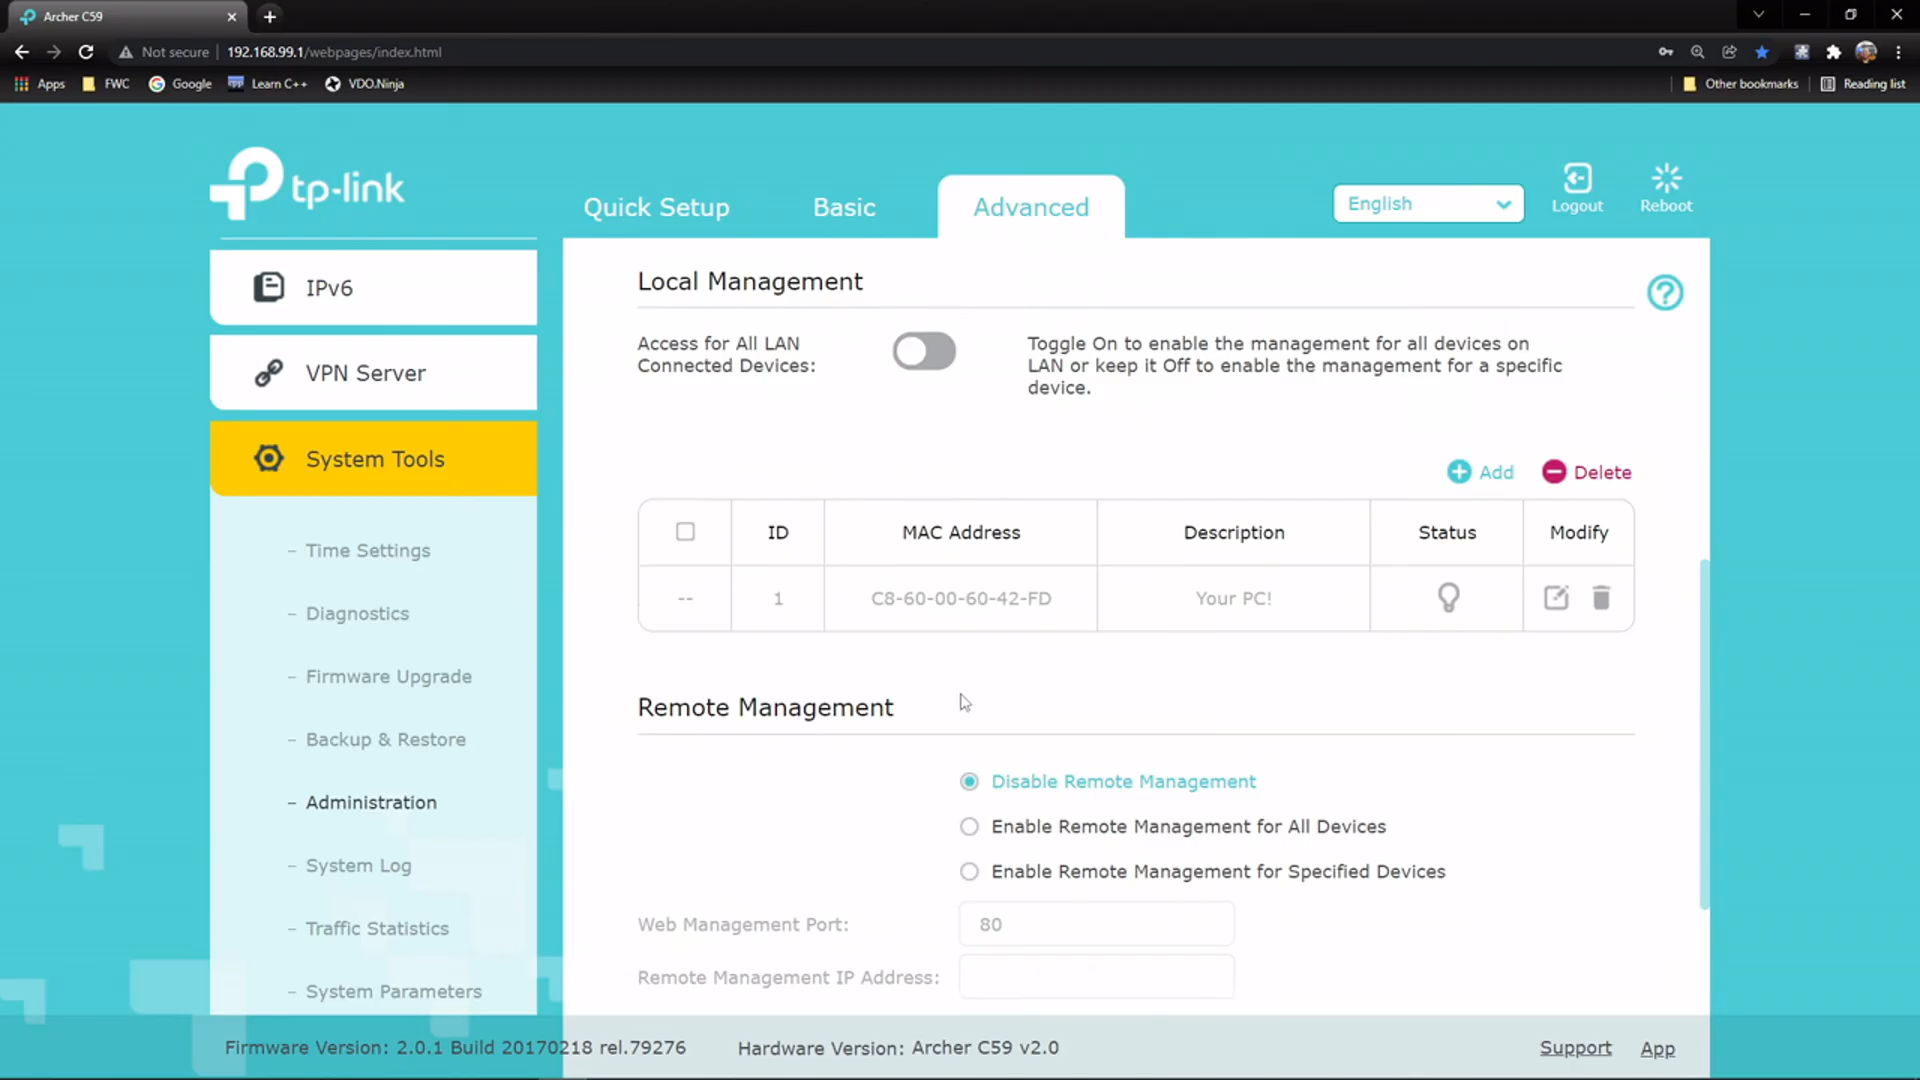 Archer C59
Not secure
192.168.99.1/webpages/index.html
Apps
FWC
Google
Learn C++
VDO.Ninja
Other bookmarks
Reading list
tp-link
Quick Setup
Basic
Advanced
English
Logout
Reboot
IPv6
VPN Server
System Tools
- Time Settings
- Diagnostics
- Firmware Upgrade
- Backup & Restore
- Administration
- System Log
- Traffic Statistics
- System Parameters
Local Management
Access for All LAN
Connected Devices:
Toggle On to enable the management for all devices on
LAN or keep it Off to enable the management for a specific
device.
Add
Delete
ID MAC Address Description Status Modify
-- 1 C8-60-00-60-42-FD Your PC!
Remote Management
Disable Remote Management
Enable Remote Management for All Devices
Enable Remote Management for Specified Devices
Web Management Port: 80
Remote Management IP Address:
Firmware Version: 2.0.1 Build 20170218 rel.79276
Hardware Version: Archer C59 v2.0
Support
App